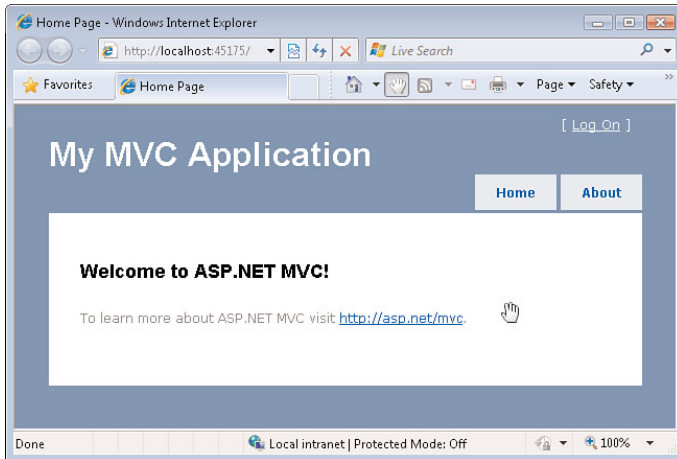 Home Page - Windows Internet Explorer
http://localhost:45175/
Live Search
Favorites
Home Page
Page
Safety
»
[ Log On ]
My MVC Application
Home
About
Welcome to ASP.NET MVC!
To learn more about ASP.NET MVC visit http://asp.net/mvc.
Done
Local intranet | Protected Mode: Off
100%